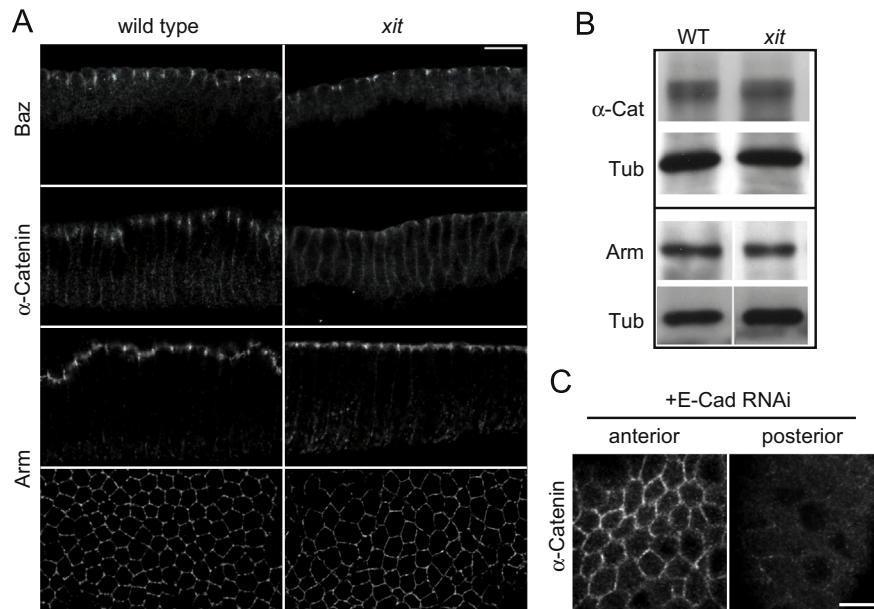 A
wild type
xit
Baz
α-Catenin
Arm
B
WT
xit
α-Cat
Tub
Arm
Tub
C
+E-Cad RNAi
anterior
posterior
α-Catenin